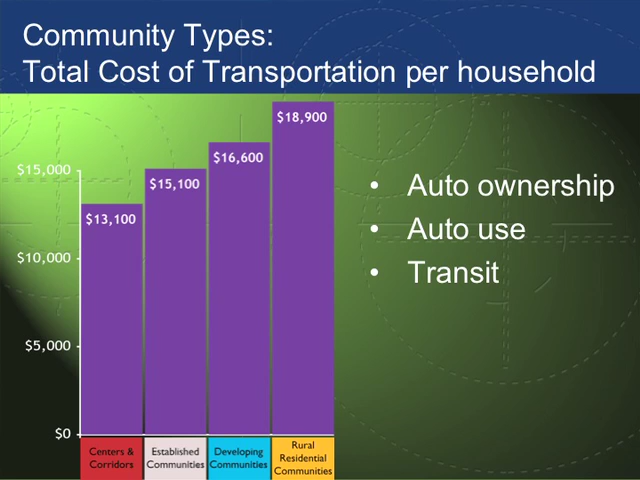 Community Types:
Total Cost of Transportation per household
$18,900
$16,600
$15,100
$13,100
$15,000
$10,000
$5,000
$0
Centers &
Corridors
Established
Communities
Developing
Communities
Rural
Residential
Communities
• Auto ownership
• Auto use
• Transit